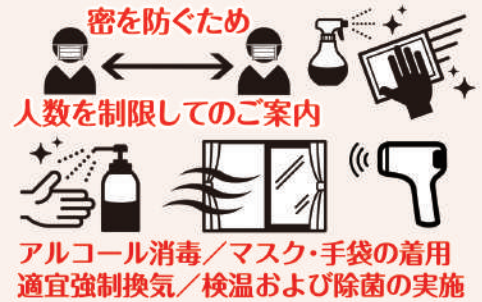 密を防ぐため
人数を制限してのご案内
アルコール消毒／マスク・手袋の着用
適宜強制換気／検温および除菌の実施